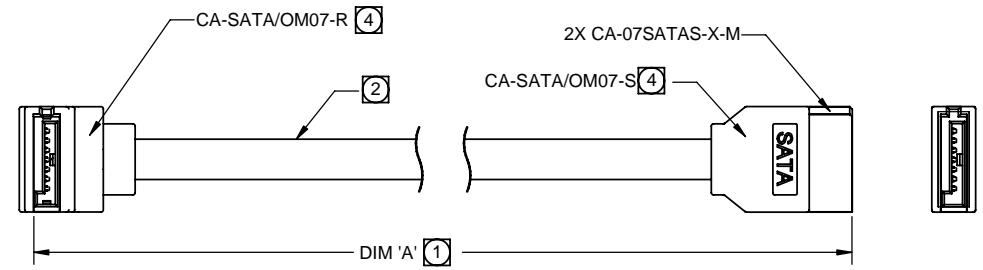 CA-SATA/OM07-R 4
2X CA-07SATAS-X-M
CA-SATA/OM07-S 4
2
SATA
DIM 'A' 1